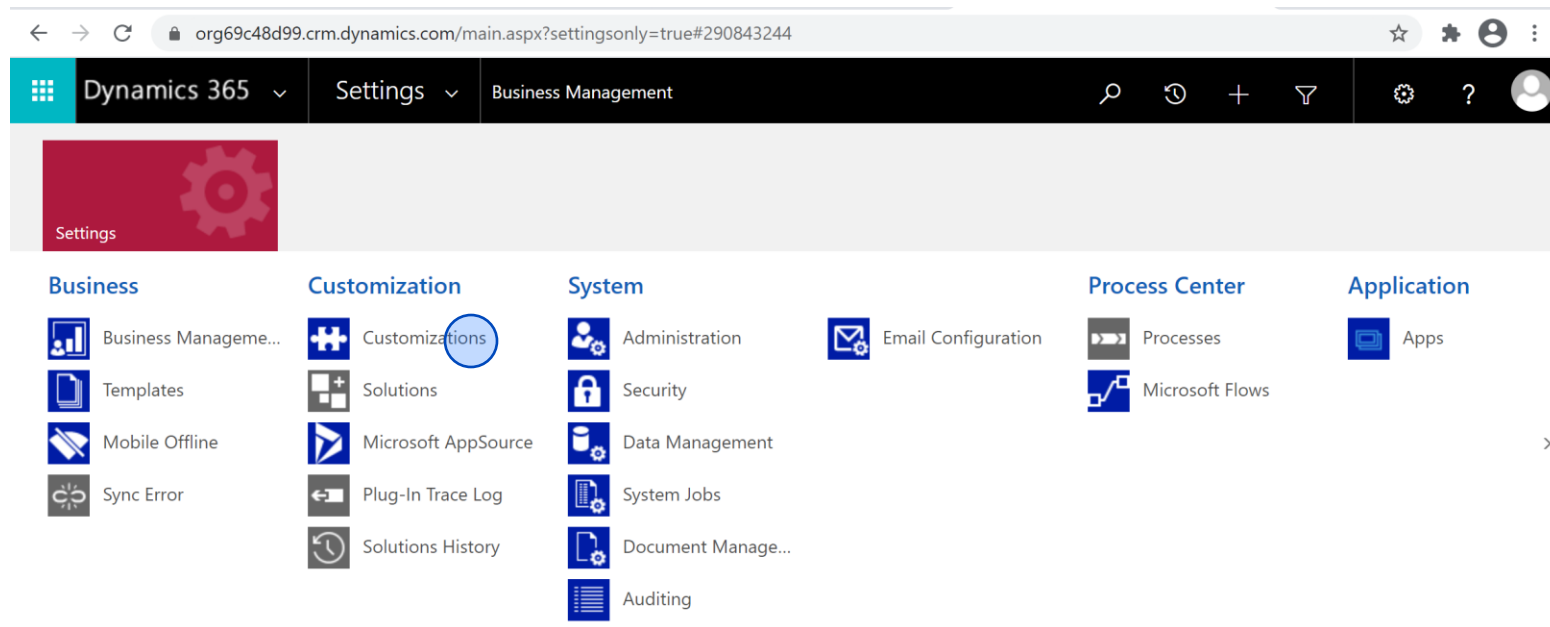 org69c48d99.crm.dynamics.com/main.aspx?settingsonly=true#290843244
Dynamics 365 Settings Business Management ?
Settings
Business Customization System Process Center Application
Business Manageme... Customizations Administration Email Configuration Processes Apps
Templates Solutions Security Microsoft Flows
Mobile Offline Microsoft AppSource Data Management
Sync Error Plug-In Trace Log System Jobs
Solutions History Document Manage...
Auditing